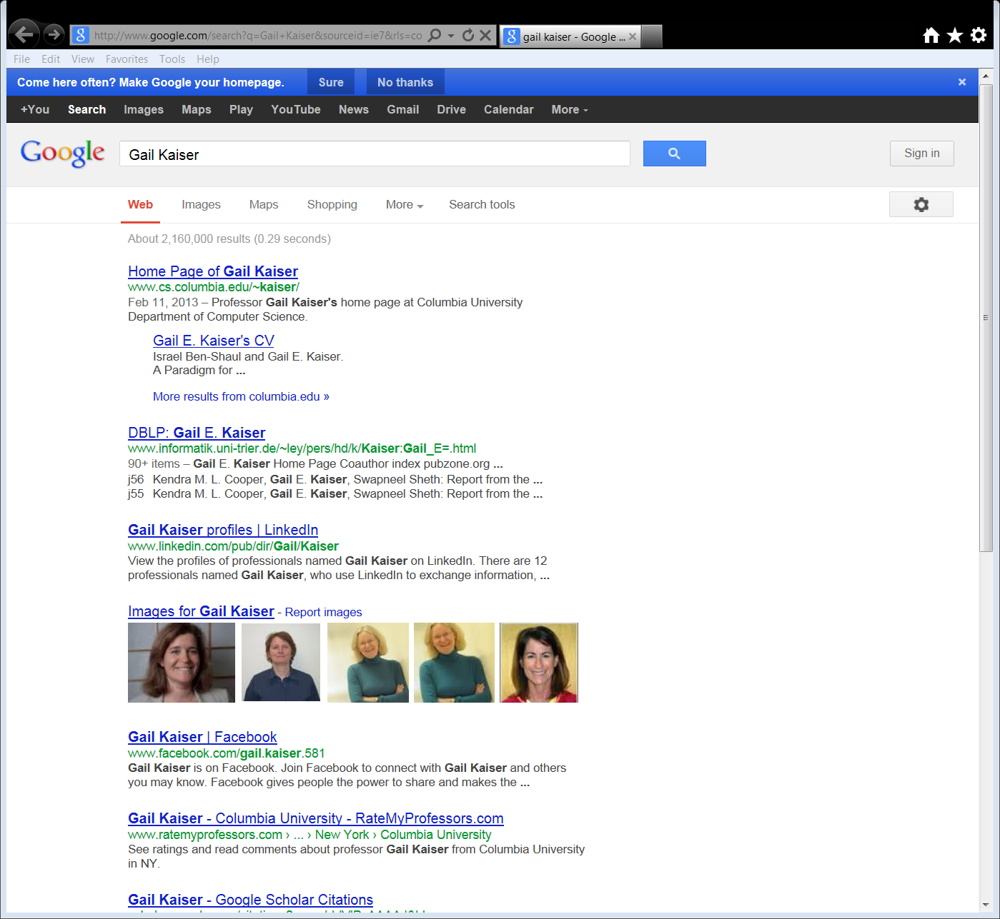 http://www.google.com/search?q=Gail+Kaiser&sourceid=ie7&rls=co
gail kaiser - Google ...
File Edit View Favorites Tools Help
Come here often? Make Google your homepage. Sure No thanks
+You Search Images Maps Play YouTube News Gmail Drive Calendar More
Google Gail Kaiser Sign in
Web Images Maps Shopping More Search tools
About 2,160,000 results (0.29 seconds)
Home Page of Gail Kaiser
www.cs.columbia.edu/~kaiser/
Feb 11, 2013 – Professor Gail Kaiser's home page at Columbia University
Department of Computer Science.
Gail E. Kaiser's CV
Israel Ben-Shaul and Gail E. Kaiser.
A Paradigm for ...
More results from columbia.edu »
DBLP: Gail E. Kaiser
www.informatik.uni-trier.de/~ley/pers/hd/k/Kaiser:Gail_E=.html
90+ items – Gail E. Kaiser Home Page Coauthor index pubzone.org ...
j56 Kendra M. L. Cooper, Gail E. Kaiser, Swapneel Sheth: Report from the ...
j55 Kendra M. L. Cooper, Gail E. Kaiser, Swapneel Sheth: Report from the ...
Gail Kaiser profiles | LinkedIn
www.linkedin.com/pub/dir/Gail/Kaiser
View the profiles of professionals named Gail Kaiser on LinkedIn. There are 12
professionals named Gail Kaiser, who use LinkedIn to exchange information, ...
Images for Gail Kaiser - Report images
Gail Kaiser | Facebook
www.facebook.com/gail.kaiser.581
Gail Kaiser is on Facebook. Join Facebook to connect with Gail Kaiser and others
you may know. Facebook gives people the power to share and makes the ...
Gail Kaiser - Columbia University - RateMyProfessors.com
www.ratemyprofessors.com › ... › New York › Columbia University
See ratings and read comments about professor Gail Kaiser from Columbia University
in NY.
Gail Kaiser - Google Scholar Citations